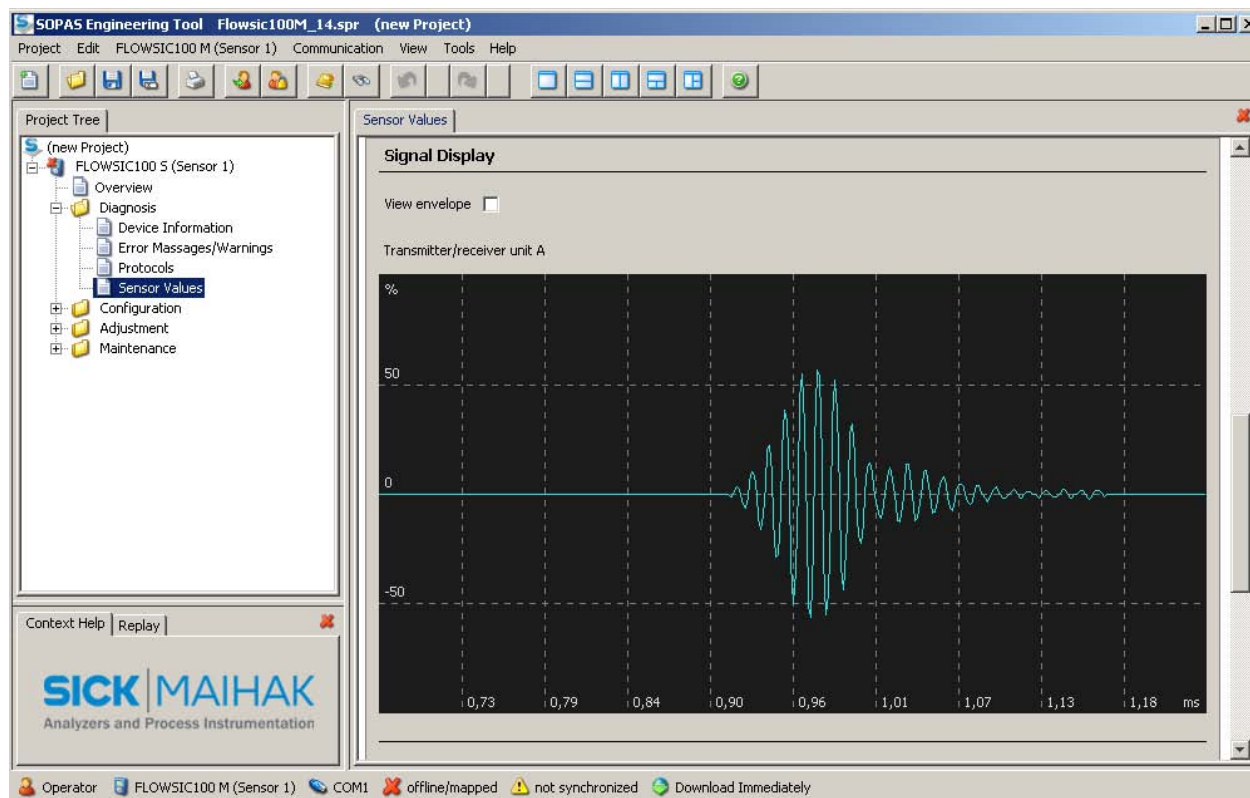 SOPAS Engineering Tool Flowsic100M_14.spr (new Project)
Project Edit FLOWSIC100 M (Sensor 1) Communication View Tools Help
Project Tree
(new Project)
FLOWSIC100 S (Sensor 1)
Overview
Diagnosis
Device Information
Error Massages/Warnings
Protocols
Sensor Values
Configuration
Adjustment
Maintenance
Context Help Replay
SICK MAIHAK
Analyzers and Process Instrumentation
Sensor Values
Signal Display
View envelope
Transmitter/receiver unit A
%
50
0
-50
0,73 0,79 0,84 0,90 0,96 1,01 1,07 1,13 1,18 ms
Operator FLOWSIC100 M (Sensor 1) COM1 offline/mapped not synchronized Download Immediately